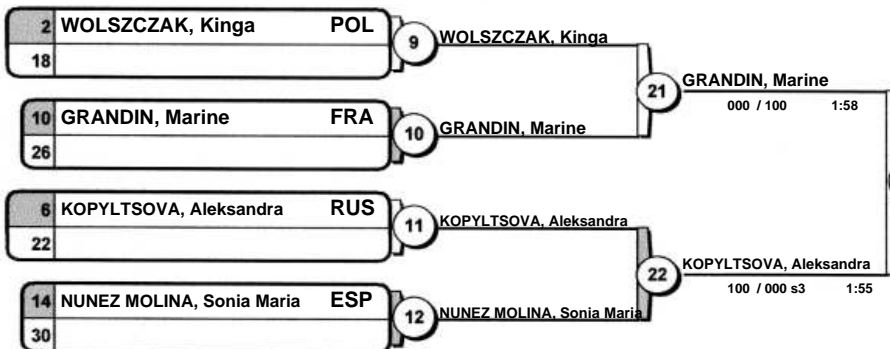 2 WOLSZCZAK, Kinga POL
18
9
WOLSZCZAK, Kinga
10 GRANDIN, Marine FRA
26
10
GRANDIN, Marine
21
GRANDIN, Marine
000 / 100 1:58
6 KOPYLTSOVA, Aleksandra RUS
22
11
KOPYLTSOVA, Aleksandra
14 NUNEZ MOLINA, Sonia Maria ESP
30
12
NUNEZ MOLINA, Sonia Maria
22
KOPYLTSOVA, Aleksandra
100 / 000 s3 1:55